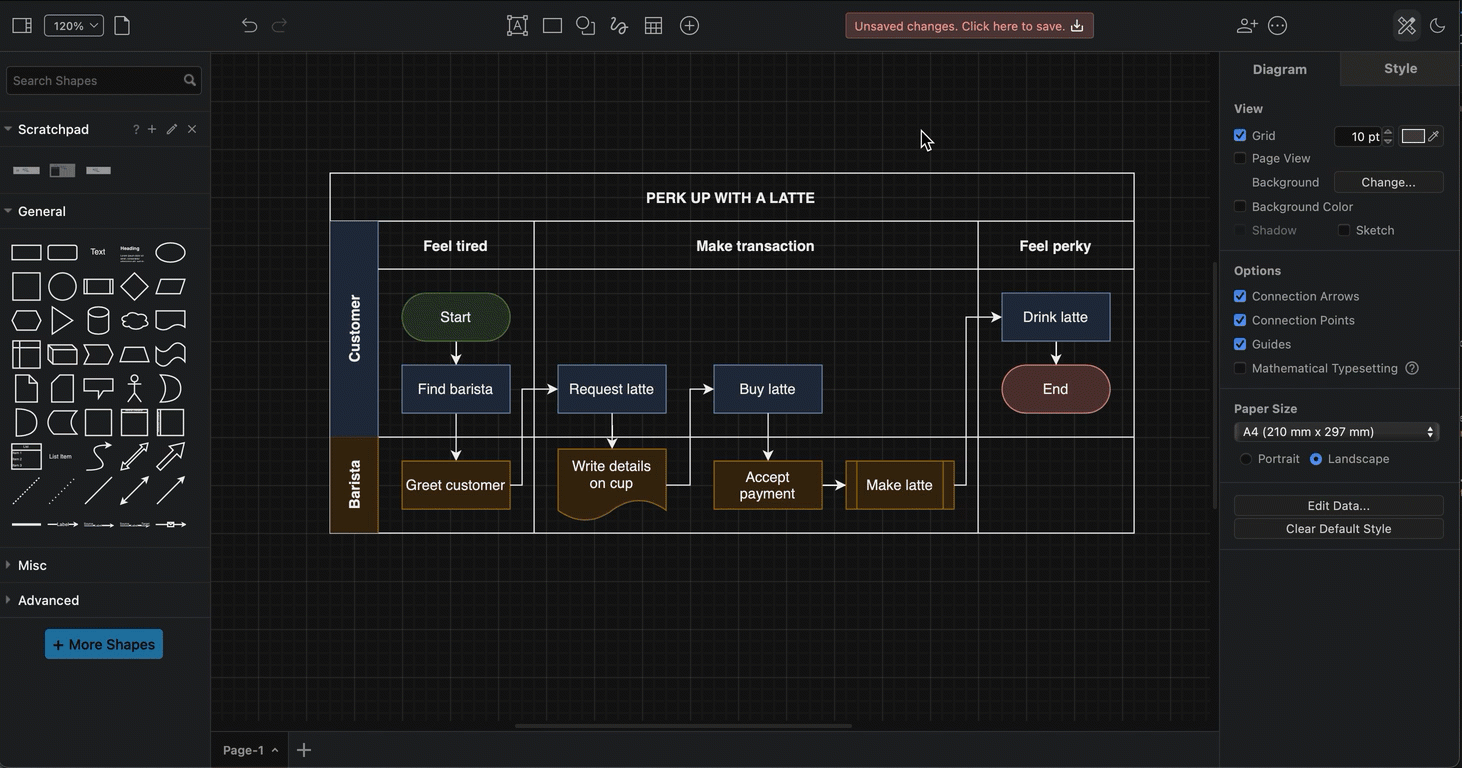 120%
Unsaved changes. Click here to save.
Search Shapes
Scratchpad
?
General
Text
Heading
List Item
Label
Misc
Advanced
+ More Shapes
PERK UP WITH A LATTE
Feel tired
Make transaction
Feel perky
Customer
Start
Drink latte
Find barista
Request latte
Buy latte
End
Barista
Greet customer
Write details
on cup
Accept
payment
Make latte
Page-1
Diagram
Style
View
Grid
10 pt
Page View
Background
Change...
Background Color
Shadow
Sketch
Options
Connection Arrows
Connection Points
Guides
Mathematical Typesetting
?
Paper Size
A4 (210 mm x 297 mm)
Portrait
Landscape
Edit Data...
Clear Default Style